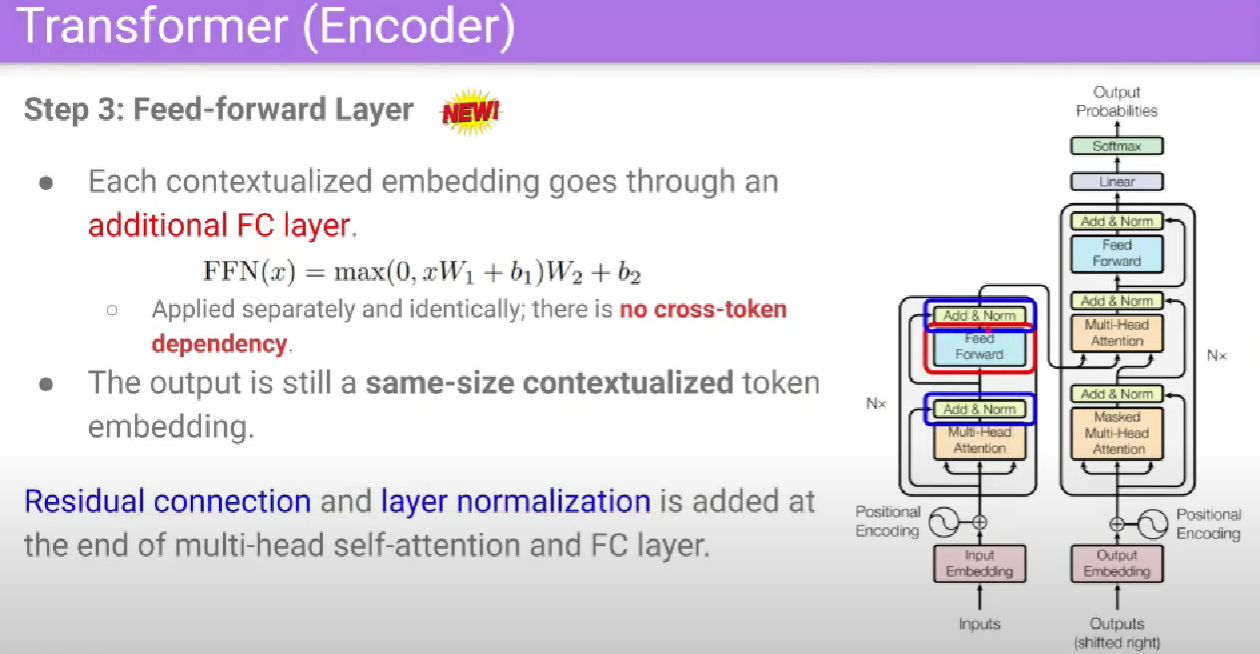 Transformer (Encoder)
Step 3: Feed-forward Layer NEW!
● Each contextualized embedding goes through an
additional FC layer.
FFN(x) = max(0, xW₁ + b₁)W₂ + b₂
○ Applied separately and identically; there is no cross-token
dependency.
● The output is still a same-size contextualized token
embedding.
Residual connection and layer normalization is added at
the end of multi-head self-attention and FC layer.
Output
Probabilities
Softmax
Linear
Add & Norm
Feed
Forward
Add & Norm
Multi-Head
Attention
Nx
Add & Norm
Masked
Multi-Head
Attention
Positional
Encoding
Output
Embedding
Outputs
(shifted right)
Add & Norm
Feed
Forward
Nx
Add & Norm
Multi-Head
Attention
Positional
Encoding
Input
Embedding
Inputs